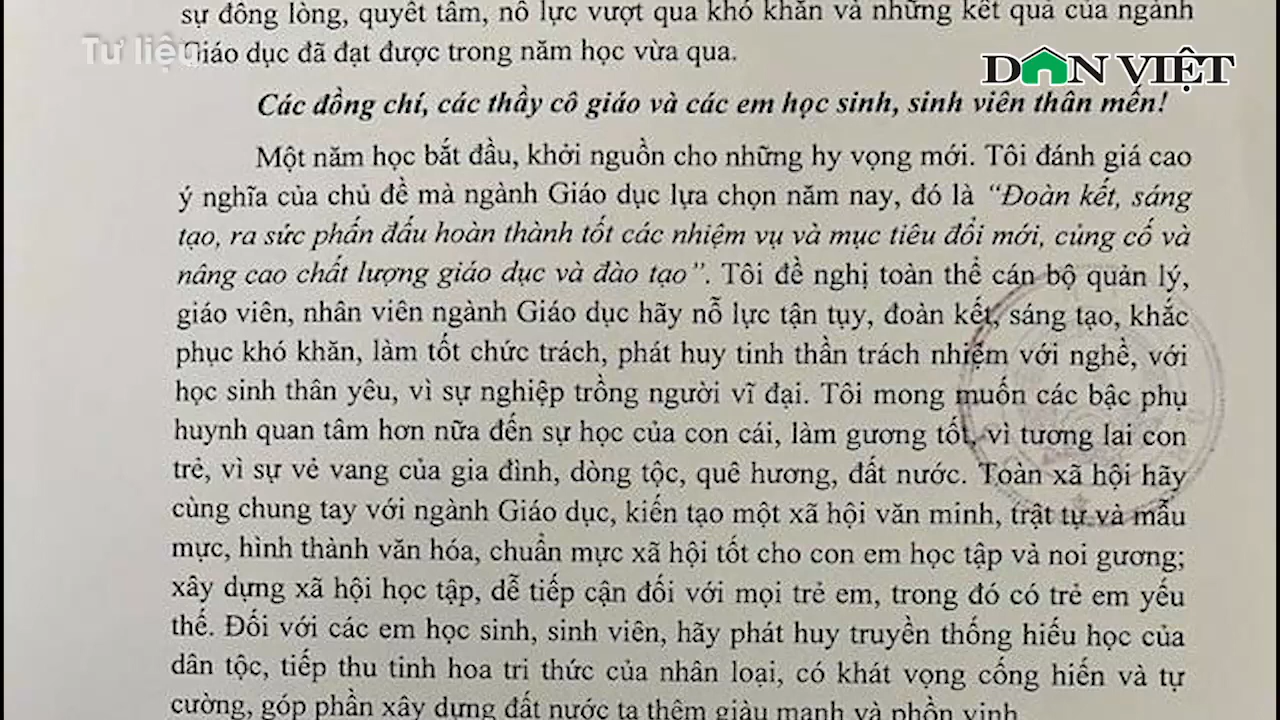 sự đồng lòng, quyết tâm, nỗ lực vượt qua khó khăn và những kết quả của ngành
Giáo dục đã đạt được trong năm học vừa qua.
Tư liệu
DÂN VIỆT
Các đồng chí, các thầy cô giáo và các em học sinh, sinh viên thân mến!
Một năm học bắt đầu, khởi nguồn cho những hy vọng mới. Tôi đánh giá cao
ý nghĩa của chủ đề mà ngành Giáo dục lựa chọn năm nay, đó là “Đoàn kết, sáng
tạo, ra sức phấn đấu hoàn thành tốt các nhiệm vụ và mục tiêu đổi mới, củng cố và
nâng cao chất lượng giáo dục và đào tạo”. Tôi đề nghị toàn thể cán bộ quản lý,
giáo viên, nhân viên ngành Giáo dục hãy nỗ lực tận tụy, đoàn kết, sáng tạo, khắc
phục khó khăn, làm tốt chức trách, phát huy tinh thần trách nhiệm với nghề, với
học sinh thân yêu, vì sự nghiệp trồng người vĩ đại. Tôi mong muốn các bậc phụ
huynh quan tâm hơn nữa đến sự học của con cái, làm gương tốt, vì tương lai con
trẻ, vì sự vẻ vang của gia đình, dòng tộc, quê hương, đất nước. Toàn xã hội hãy
cùng chung tay với ngành Giáo dục, kiến tạo một xã hội văn minh, trật tự và mẫu
mực, hình thành văn hóa, chuẩn mực xã hội tốt cho con em học tập và noi gương;
xây dựng xã hội học tập, dễ tiếp cận đối với mọi trẻ em, trong đó có trẻ em yếu
thế. Đối với các em học sinh, sinh viên, hãy phát huy truyền thống hiếu học của
dân tộc, tiếp thu tinh hoa tri thức của nhân loại, có khát vọng cống hiến và tự
cường, góp phần xây dựng đất nước ta thêm giàu mạnh và phồn vinh